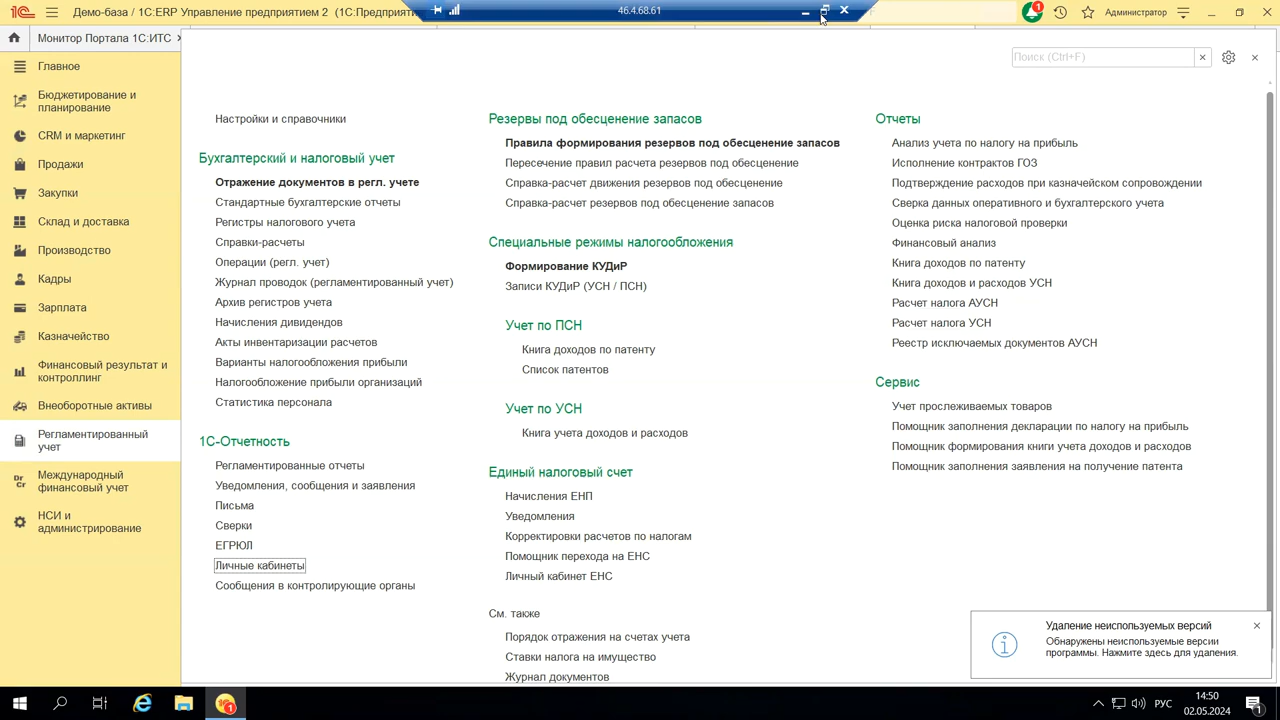 Демо-база / 1С:ERP Управление предприятием 2 (1С:Предприяти
46.4.68.61
1
Администратор
Монитор Портала 1С:ИТС
Поиск (Ctrl+F)
Главное
Бюджетирование и
планирование
CRM и маркетинг
Продажи
Закупки
Склад и доставка
Производство
Кадры
Зарплата
Казначейство
Финансовый результат и
контроллинг
Внеоборотные активы
Регламентированный
учет
Международный
финансовый учет
НСИ и
администрирование
Настройки и справочники
Бухгалтерский и налоговый учет
Отражение документов в регл. учете
Стандартные бухгалтерские отчеты
Регистры налогового учета
Справки-расчеты
Операции (регл. учет)
Журнал проводок (регламентированный учет)
Архив регистров учета
Начисления дивидендов
Акты инвентаризации расчетов
Варианты налогообложения прибыли
Налогообложение прибыли организаций
Статистика персонала
1С-Отчетность
Регламентированные отчеты
Уведомления, сообщения и заявления
Письма
Сверки
ЕГРЮЛ
Личные кабинеты
Сообщения в контролирующие органы
Резервы под обесценение запасов
Правила формирования резервов под обесценение запасов
Пересечение правил расчета резервов под обесценение
Справка-расчет движения резервов под обесценение
Справка-расчет резервов под обесценение запасов
Специальные режимы налогообложения
Формирование КУДиР
Записи КУДиР (УСН / ПСН)
Учет по ПСН
Книга доходов по патенту
Список патентов
Учет по УСН
Книга учета доходов и расходов
Единый налоговый счет
Начисления ЕНП
Уведомления
Корректировки расчетов по налогам
Помощник перехода на ЕНС
Личный кабинет ЕНС
См. также
Порядок отражения на счетах учета
Ставки налога на имущество
Журнал документов
Отчеты
Анализ учета по налогу на прибыль
Исполнение контрактов ГОЗ
Подтверждение расходов при казначейском сопровождении
Сверка данных оперативного и бухгалтерского учета
Оценка риска налоговой проверки
Финансовый анализ
Книга доходов по патенту
Книга доходов и расходов УСН
Расчет налога АУСН
Расчет налога УСН
Реестр исключаемых документов АУСН
Сервис
Учет прослеживаемых товаров
Помощник заполнения декларации по налогу на прибыль
Помощник формирования книги учета доходов и расходов
Помощник заполнения заявления на получение патента
Удаление неиспользуемых версий
Обнаружены неиспользуемые версии
программы. Нажмите здесь для удаления.
1
РУС
14:50
02.05.2024
1